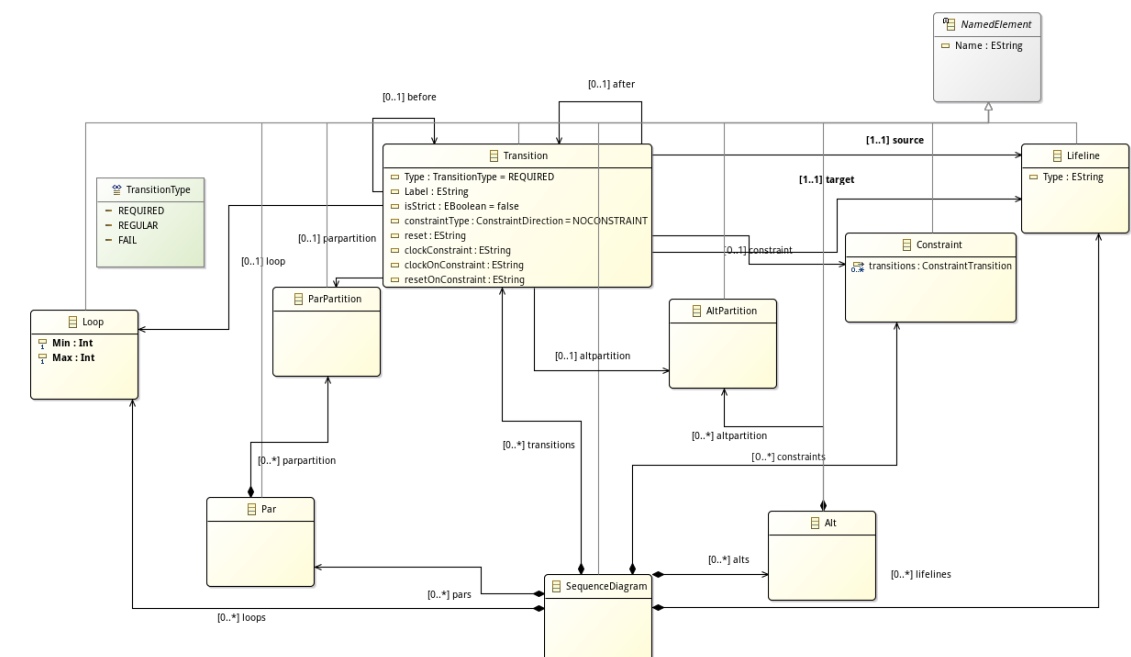 NamedElement
Name : EString
[0..1] after
[0..1] before
[1..1] source
Transition
Type : TransitionType = REQUIRED
Label : EString
isStrict : EBoolean = false
constraintType : ConstraintDirection = NOCONSTRAINT
reset : EString
clockConstraint : EString
clockOnConstraint : EString
resetOnConstraint : EString
Lifeline
Type : EString
[1..1] target
TransitionType
REQUIRED
REGULAR
FAIL
[0..1] parpartition
[0..1] constraint
Constraint
0..*
transitions : ConstraintTransition
[0..1] loop
ParPartition
AltPartition
Loop
1
Min : Int
1
Max : Int
[0..1] altpartition
[0..*] altpartition
[0..*] transitions
[0..*] constraints
[0..*] parpartition
Par
Alt
[0..*] alts
[0..*] lifelines
SequenceDiagram
[0..*] pars
[0..*] loops